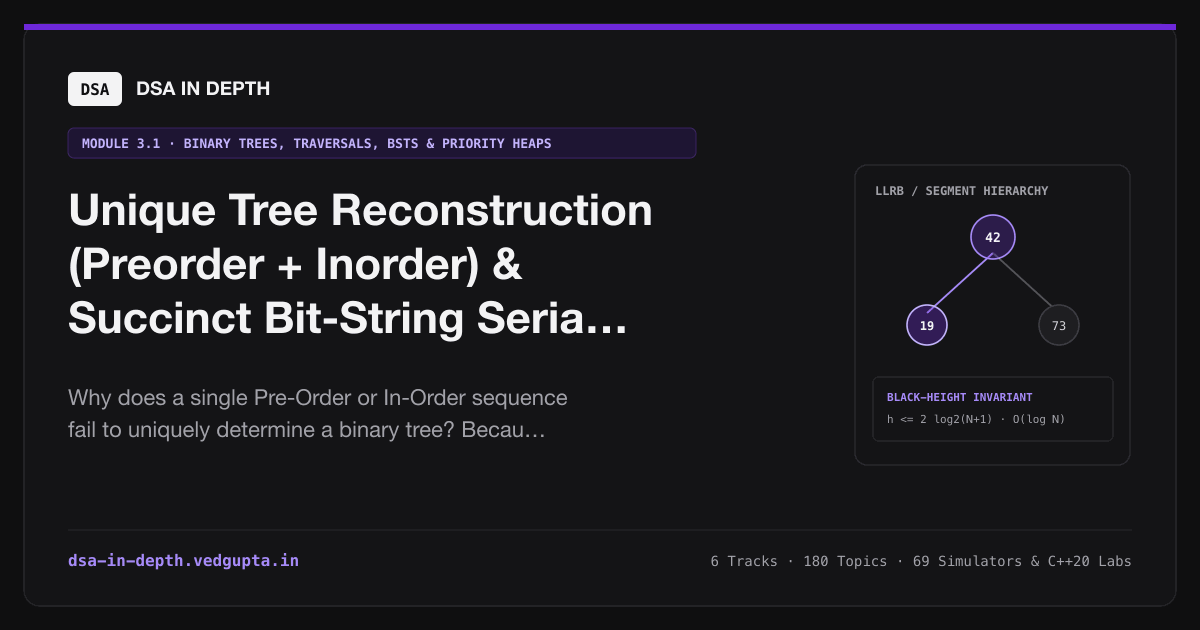 DSA DSA IN DEPTH
MODULE 3.1 · BINARY TREES, TRAVERSALS, BSTS & PRIORITY HEAPS
Unique Tree Reconstruction
(Preorder + Inorder) &
Succinct Bit-String Seria...
Why does a single Pre-Order or In-Order sequence
fail to uniquely determine a binary tree? Becau...
LLRB / SEGMENT HIERARCHY
42
19 73
BLACK-HEIGHT INVARIANT
h <= 2 log2(N+1) · O(log N)
dsa-in-depth.vedgupta.in
6 Tracks · 180 Topics · 69 Simulators & C++20 Labs